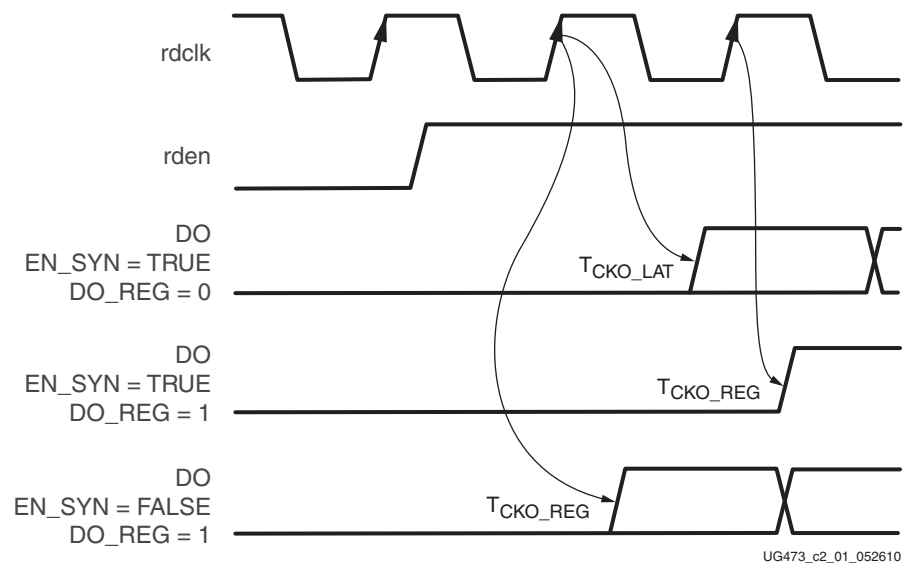 rdclk
rden
DO
EN_SYN = TRUE
DO_REG = 0
TCKO_LAT
DO
EN_SYN = TRUE
DO_REG = 1
TCKO_REG
DO
EN_SYN = FALSE
DO_REG = 1
TCKO_REG
UG473_c2_01_052610